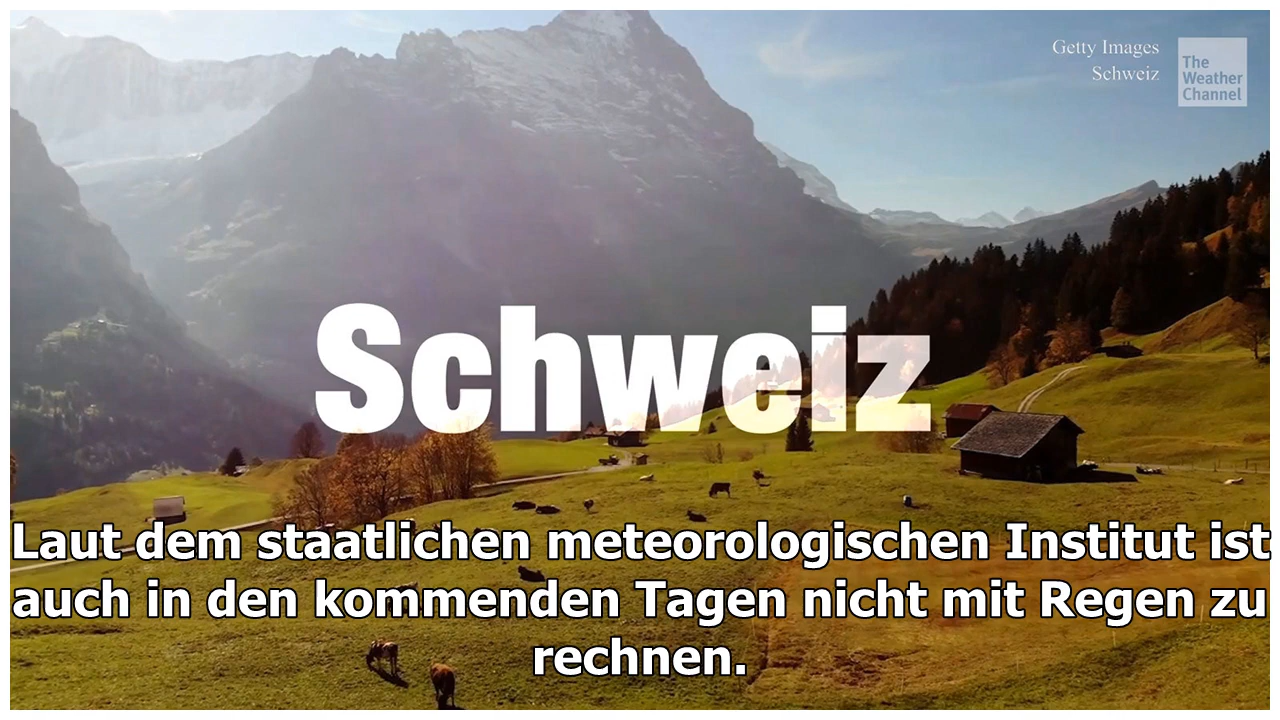 Getty Images
Schweiz
The
Weather
Channel
Schweiz
Laut dem staatlichen meteorologischen Institut ist
auch in den kommenden Tagen nicht mit Regen zu
rechnen.